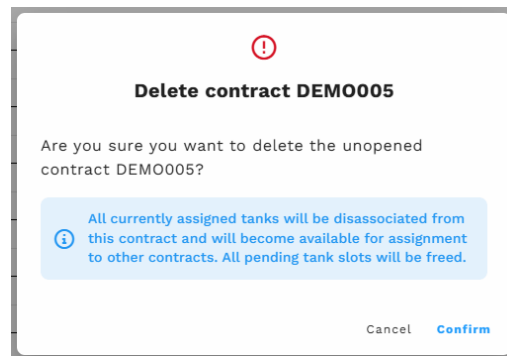 Delete contract DEMO005
Are you sure you want to delete the unopened
contract DEMO005?
All currently assigned tanks will be disassociated from
this contract and will become available for assignment
to other contracts. All pending tank slots will be freed.
Cancel Confirm